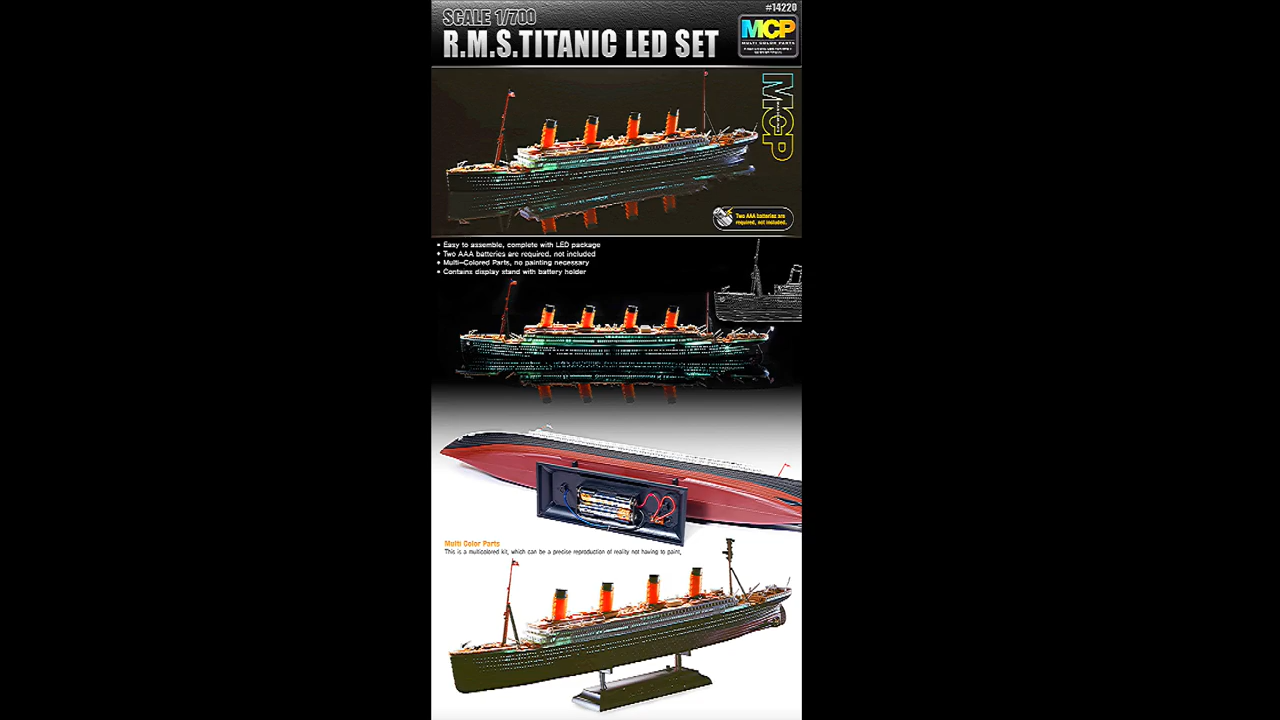 SCALE 1/700
#14220
R.M.S.TITANIC LED SET
MCP
MULTI COLOR PARTS
MCP
Two AAA batteries are
required, not included.
• Easy to assemble, complete with LED package
• Two AAA batteries are required, not included
• Multi-Colored Parts, no painting necessary
• Contains display stand with battery holder
Multi Color Parts
This is a multicolored kit, which can be a precise reproduction of reality not having to paint,